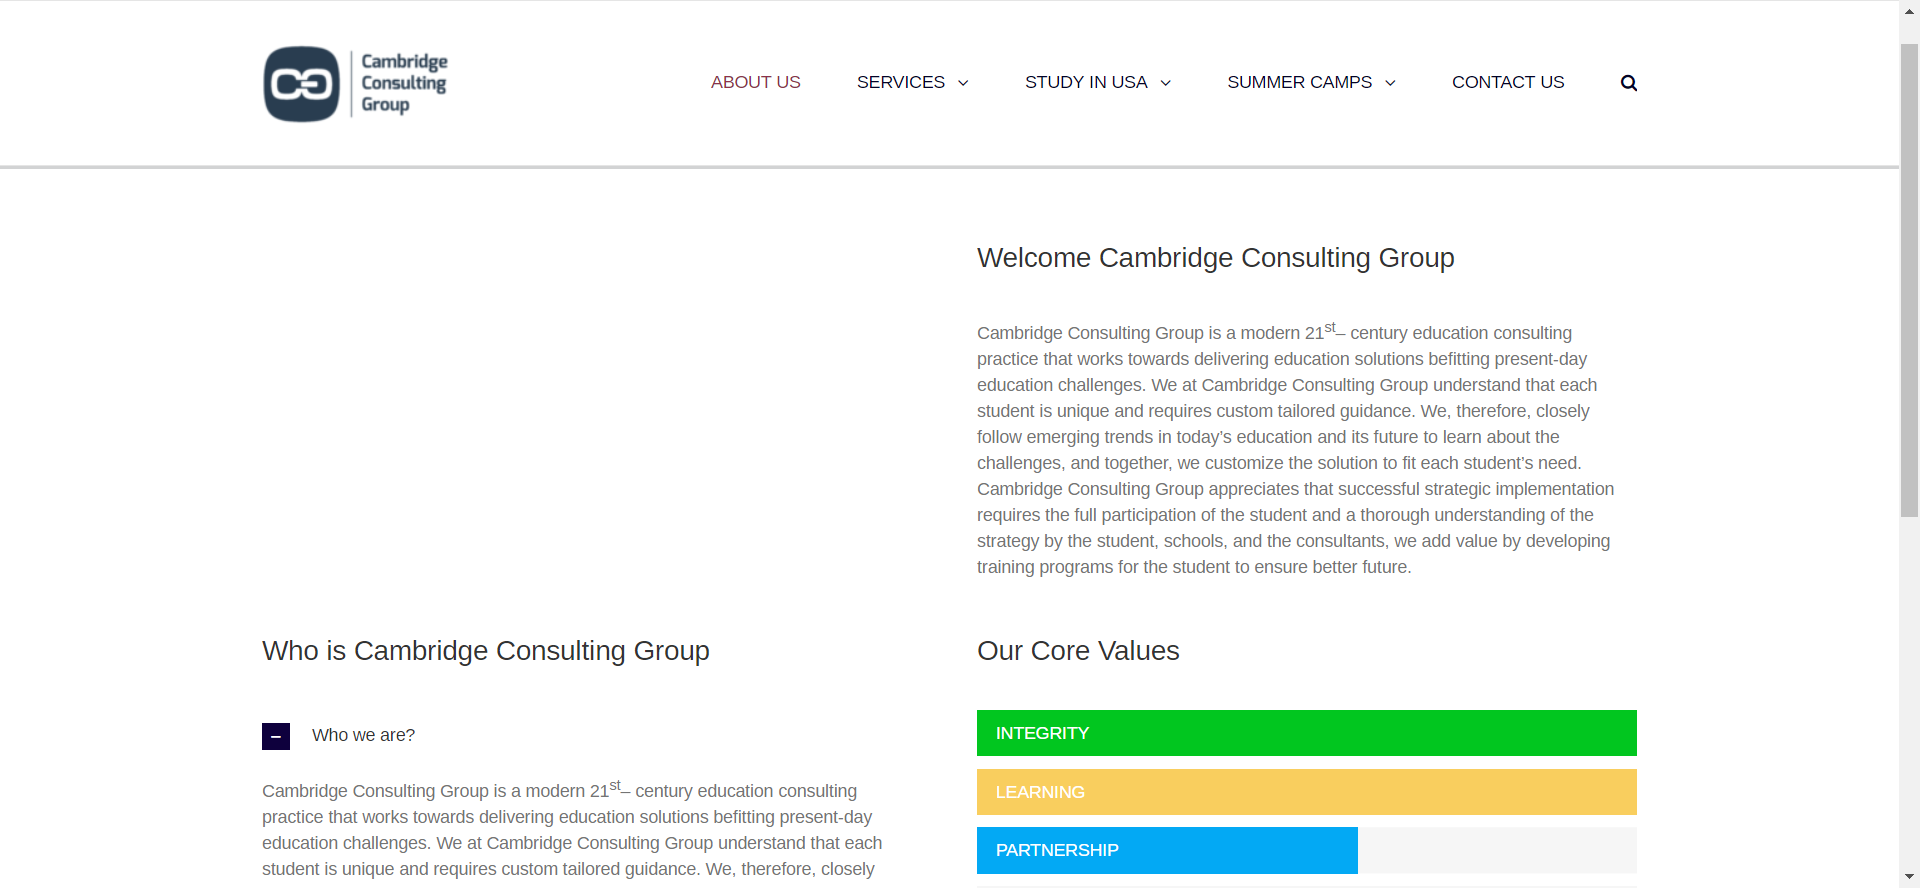 Cambridge
Consulting
Group
ABOUT US
SERVICES
STUDY IN USA
SUMMER CAMPS
CONTACT US
Welcome Cambridge Consulting Group
Cambridge Consulting Group is a modern 21st– century education consulting
practice that works towards delivering education solutions befitting present-day
education challenges. We at Cambridge Consulting Group understand that each
student is unique and requires custom tailored guidance. We, therefore, closely
follow emerging trends in today’s education and its future to learn about the
challenges, and together, we customize the solution to fit each student’s need.
Cambridge Consulting Group appreciates that successful strategic implementation
requires the full participation of the student and a thorough understanding of the
strategy by the student, schools, and the consultants, we add value by developing
training programs for the student to ensure better future.
Who is Cambridge Consulting Group
Who we are?
Cambridge Consulting Group is a modern 21st– century education consulting
practice that works towards delivering education solutions befitting present-day
education challenges. We at Cambridge Consulting Group understand that each
student is unique and requires custom tailored guidance. We, therefore, closely
Our Core Values
INTEGRITY
LEARNING
PARTNERSHIP